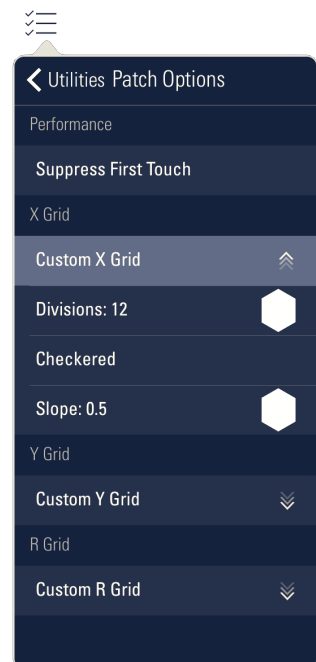 Utilities Patch Options
Performance
Suppress First Touch
X Grid
Custom X Grid
Divisions: 12
Checkered
Slope: 0.5
Y Grid
Custom Y Grid
R Grid
Custom R Grid